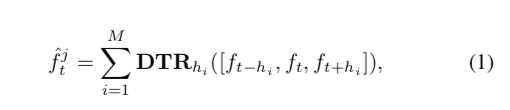 $\hat{f}_t^j = \sum_{i=1}^{M} \mathbf{DTR}_{h_i}([f_{t-h_i}, f_t, f_{t+h_i}]),$ (1)